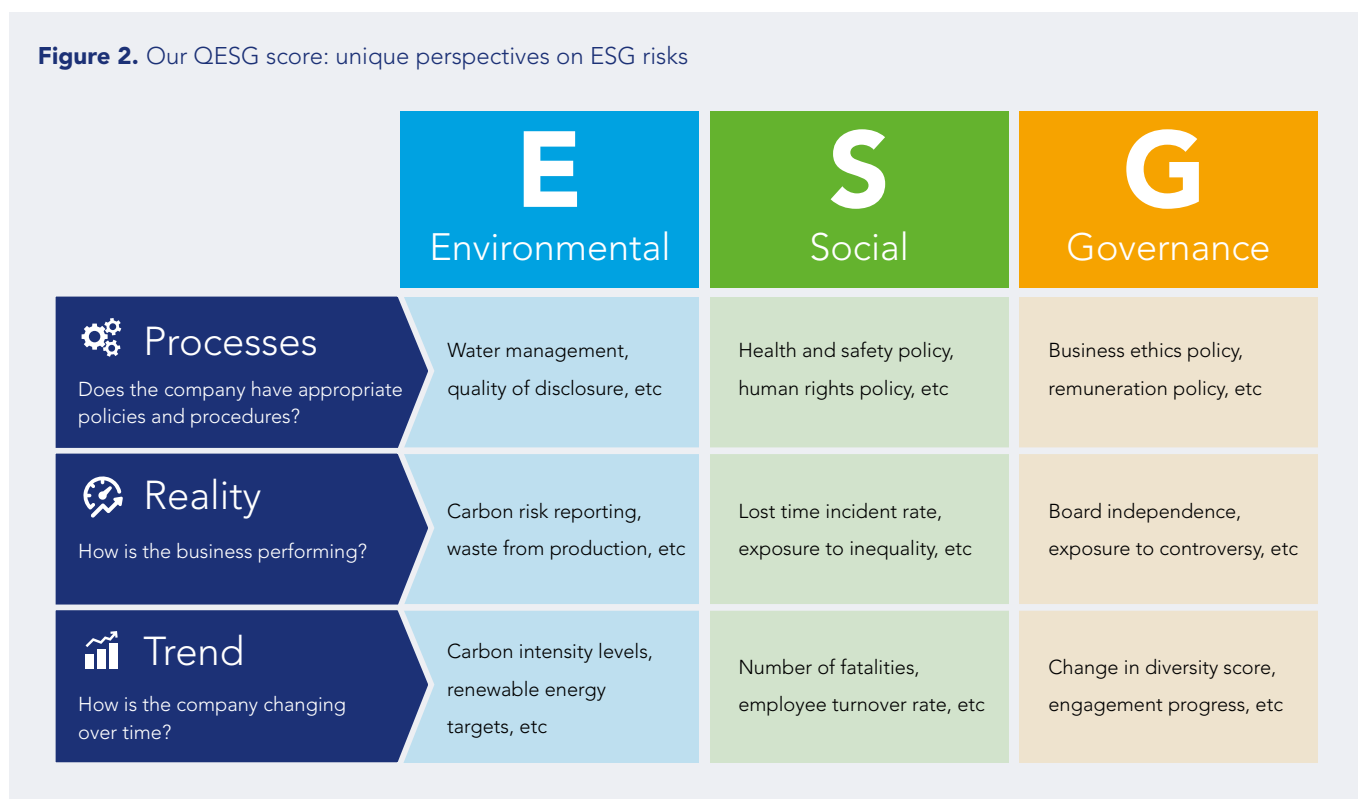 Figure 2. Our QESG score: unique perspectives on ESG risks
E
Environmental
S
Social
G
Governance
Processes
Does the company have appropriate
policies and procedures?
Water management,
quality of disclosure, etc
Health and safety policy,
human rights policy, etc
Business ethics policy,
remuneration policy, etc
Reality
How is the business performing?
Carbon risk reporting,
waste from production, etc
Lost time incident rate,
exposure to inequality, etc
Board independence,
exposure to controversy, etc
Trend
How is the company changing
over time?
Carbon intensity levels,
renewable energy
targets, etc
Number of fatalities,
employee turnover rate, etc
Change in diversity score,
engagement progress, etc